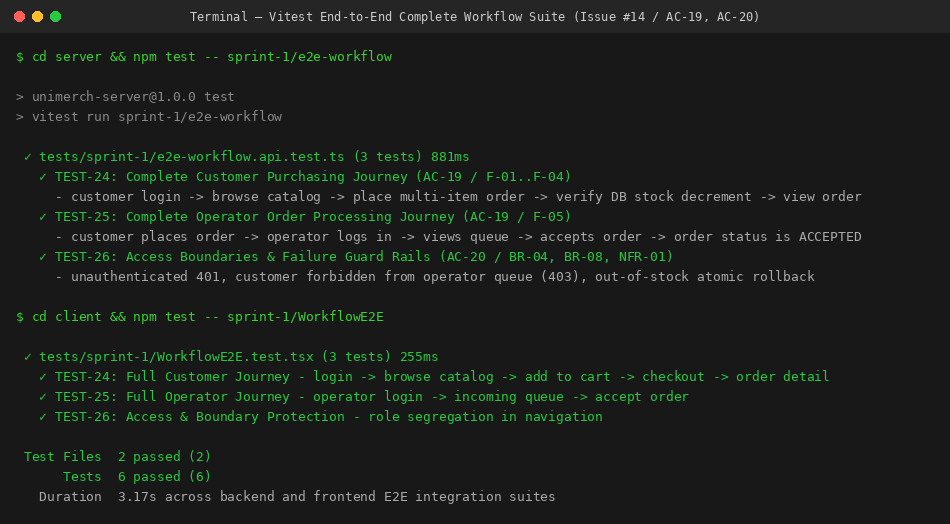 Terminal — Vitest End-to-End Complete Workflow Suite (Issue #14 / AC-19, AC-20)
$ cd server && npm test -- sprint-1/e2e-workflow
> unimerch-server@1.0.0 test
> vitest run sprint-1/e2e-workflow
✓ tests/sprint-1/e2e-workflow.api.test.ts (3 tests) 881ms
✓ TEST-24: Complete Customer Purchasing Journey (AC-19 / F-01..F-04)
- customer login -> browse catalog -> place multi-item order -> verify DB stock decrement -> view order
✓ TEST-25: Complete Operator Order Processing Journey (AC-19 / F-05)
- customer places order -> operator logs in -> views queue -> accepts order -> order status is ACCEPTED
✓ TEST-26: Access Boundaries & Failure Guard Rails (AC-20 / BR-04, BR-08, NFR-01)
- unauthenticated 401, customer forbidden from operator queue (403), out-of-stock atomic rollback
$ cd client && npm test -- sprint-1/WorkflowE2E
✓ tests/sprint-1/WorkflowE2E.test.tsx (3 tests) 255ms
✓ TEST-24: Full Customer Journey - login -> browse catalog -> add to cart -> checkout -> order detail
✓ TEST-25: Full Operator Journey - operator login -> incoming queue -> accept order
✓ TEST-26: Access & Boundary Protection - role segregation in navigation
Test Files  2 passed (2)
Tests  6 passed (6)
Duration  3.17s across backend and frontend E2E integration suites